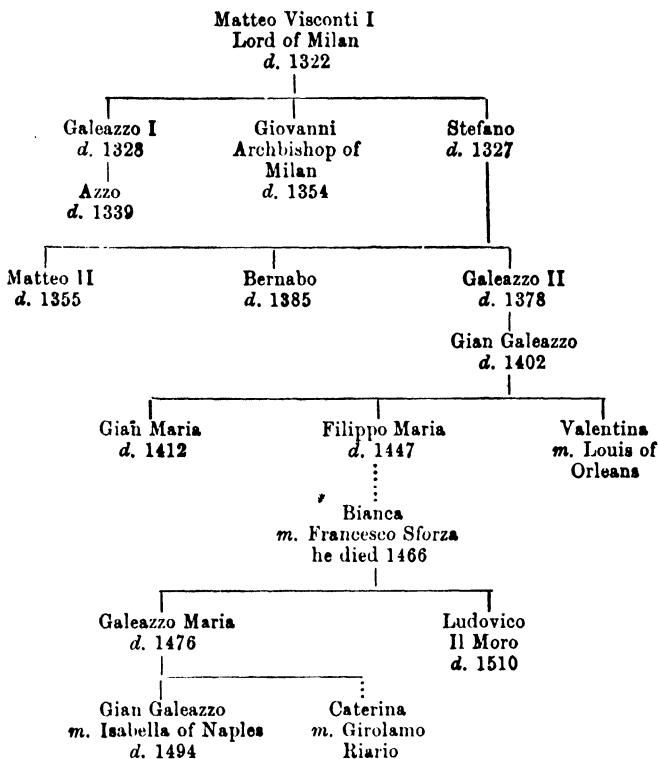 Matteo Visconti I
Lord of Milan
d. 1322
Galeazzo I
d. 1328
Giovanni
Archbishop of
Milan
d. 1354
Stefano
d. 1327
Azzo
d. 1339
Matteo II
d. 1355
Bernabo
d. 1385
Galeazzo II
d. 1378
Gian Galeazzo
d. 1402
Gian Maria
d. 1412
Filippo Maria
d. 1447
Valentina
m. Louis of
Orleans
Bianca
m. Francesco Sforza
he died 1466
Galeazzo Maria
d. 1476
Ludovico
Il Moro
d. 1510
Gian Galeazzo
m. Isabella of Naples
d. 1494
Caterina
m. Girolamo
Riario